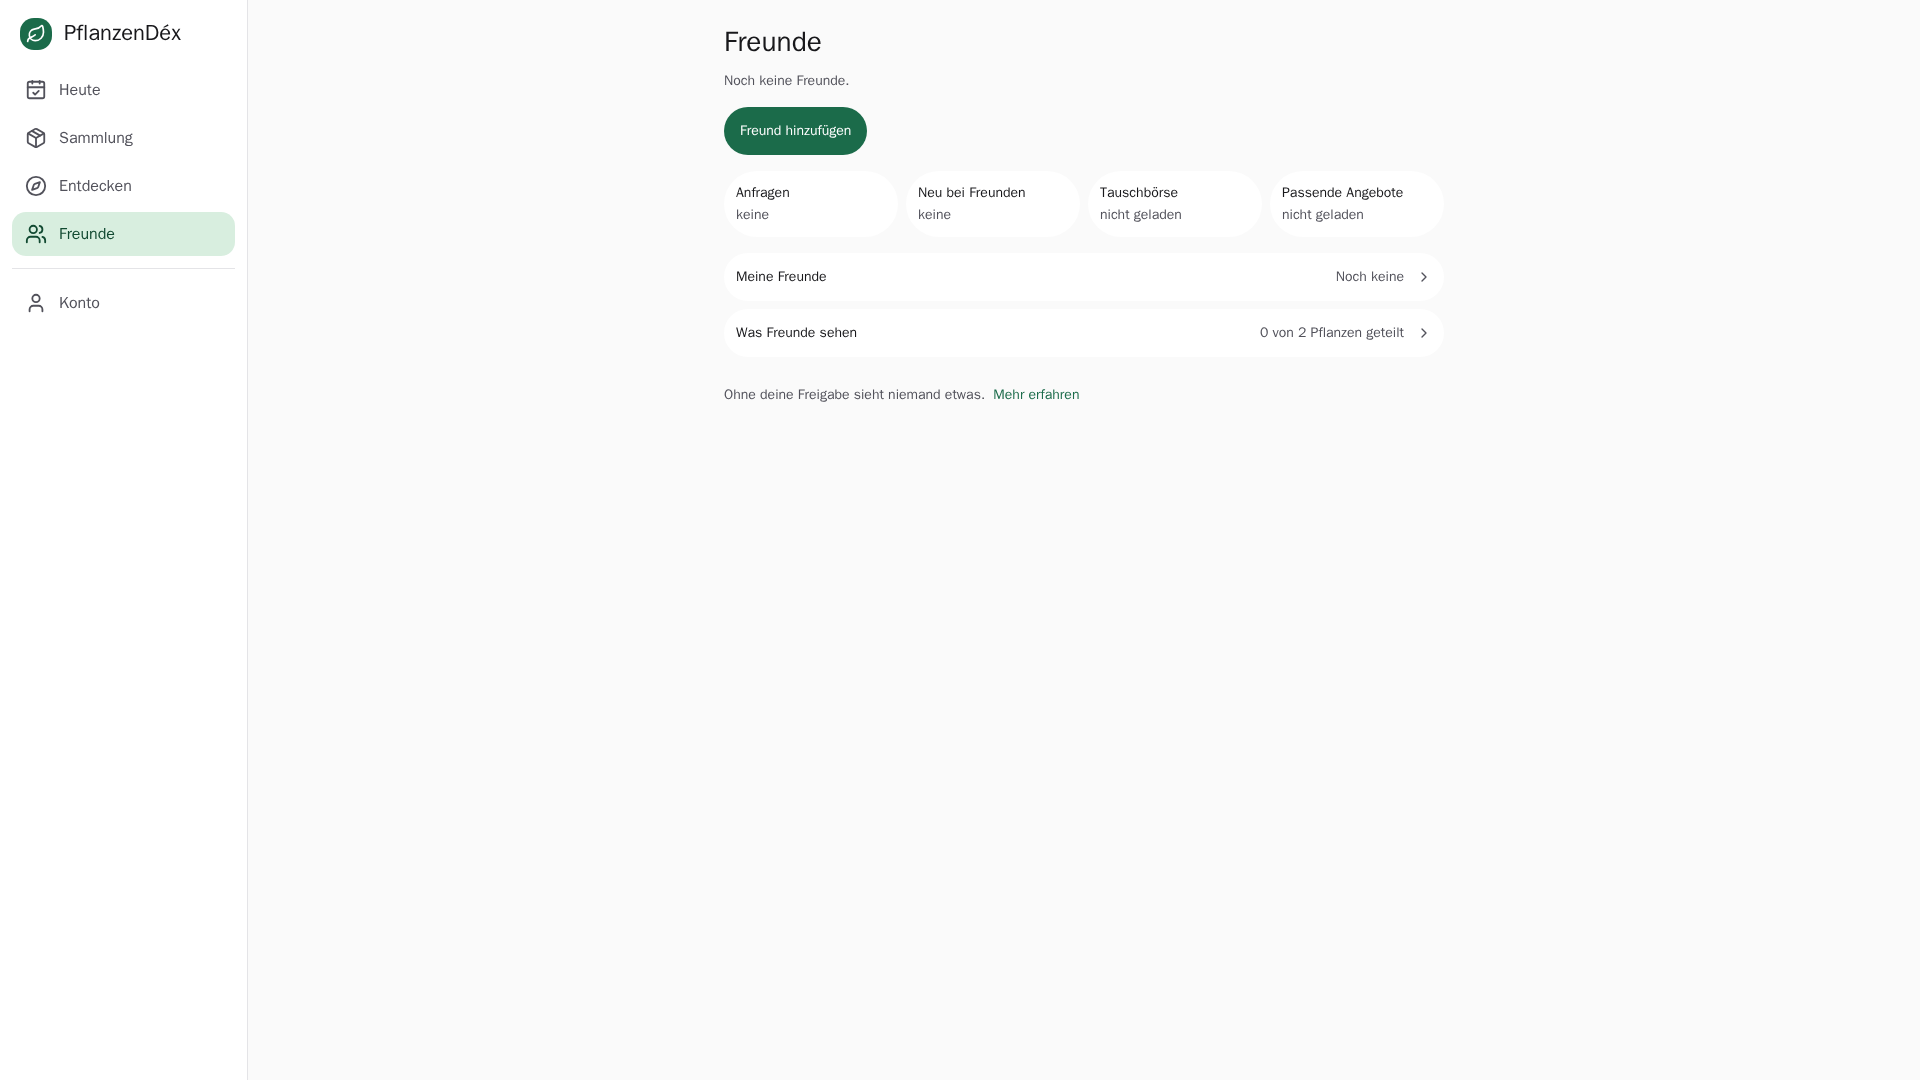 PflanzenDéx
Heute
Sammlung
Entdecken
Freunde
Konto
Freunde
Noch keine Freunde.
Freund hinzufügen
Anfragen
keine
Neu bei Freunden
keine
Tauschbörse
nicht geladen
Passende Angebote
nicht geladen
Meine Freunde
Noch keine
Was Freunde sehen
0 von 2 Pflanzen geteilt
Ohne deine Freigabe sieht niemand etwas. Mehr erfahren